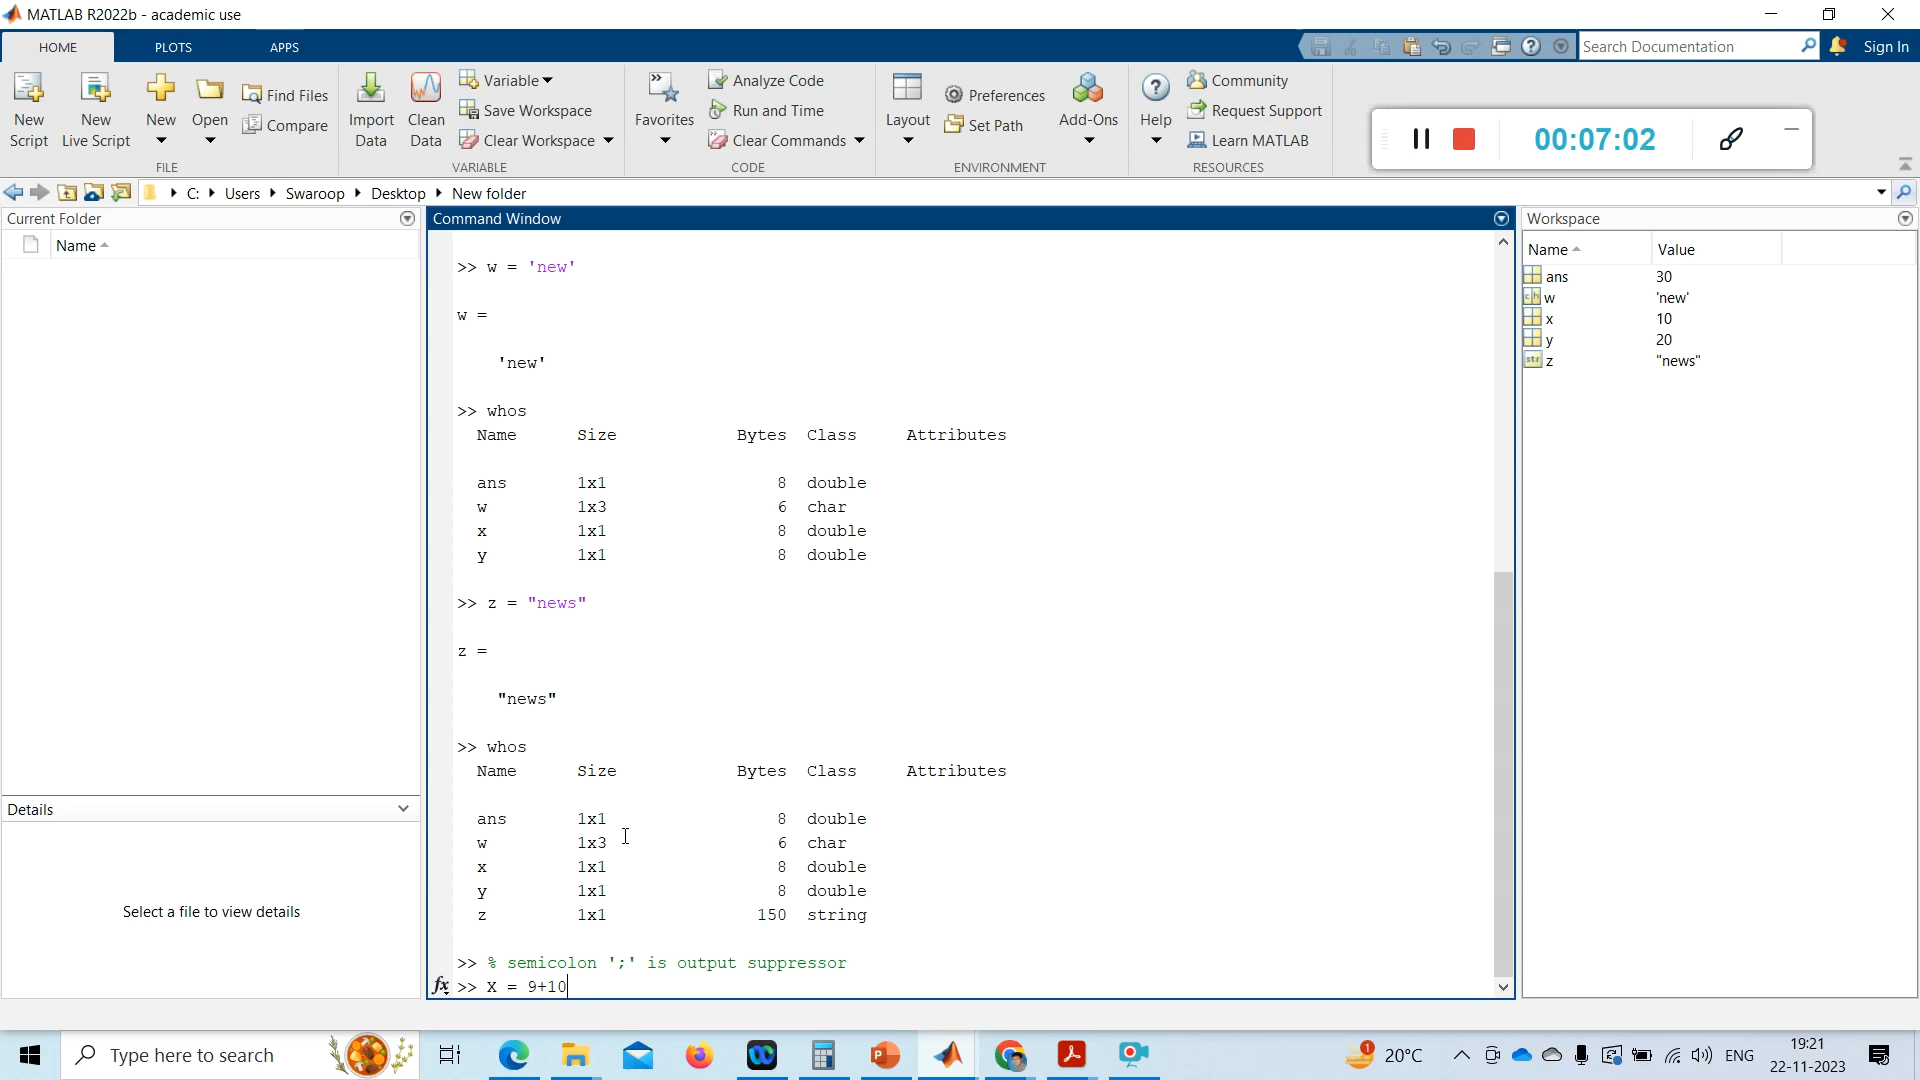 MATLAB R2022b - academic use
HOME PLOTS APPS
Search Documentation
Sign In
New Script
New Live Script
New
Open
Find Files
Compare
FILE
Import Data
Clean Data
Variable
Save Workspace
Clear Workspace
VARIABLE
Favorites
Analyze Code
Run and Time
Clear Commands
CODE
Layout
Preferences
Set Path
Add-Ons
ENVIRONMENT
Help
Community
Request Support
Learn MATLAB
RESOURCES
00:07:02
C: Users Swaroop Desktop New folder
Current Folder
Name
Details
Select a file to view details
Command Window
>> w = 'new'
w =
'new'
>> whos
Name Size Bytes Class Attributes
ans 1x1 8 double
w 1x3 6 char
x 1x1 8 double
y 1x1 8 double
>> z = "news"
z =
"news"
>> whos
Name Size Bytes Class Attributes
ans 1x1 8 double
w 1x3 6 char
x 1x1 8 double
y 1x1 8 double
z 1x1 150 string
>> % semicolon ';' is output suppressor
fx >> X = 9+10
Workspace
Name Value
ans 30
ch w 'new'
x 10
y 20
str z "news"
Type here to search
1
20°C
ENG
19:21
22-11-2023